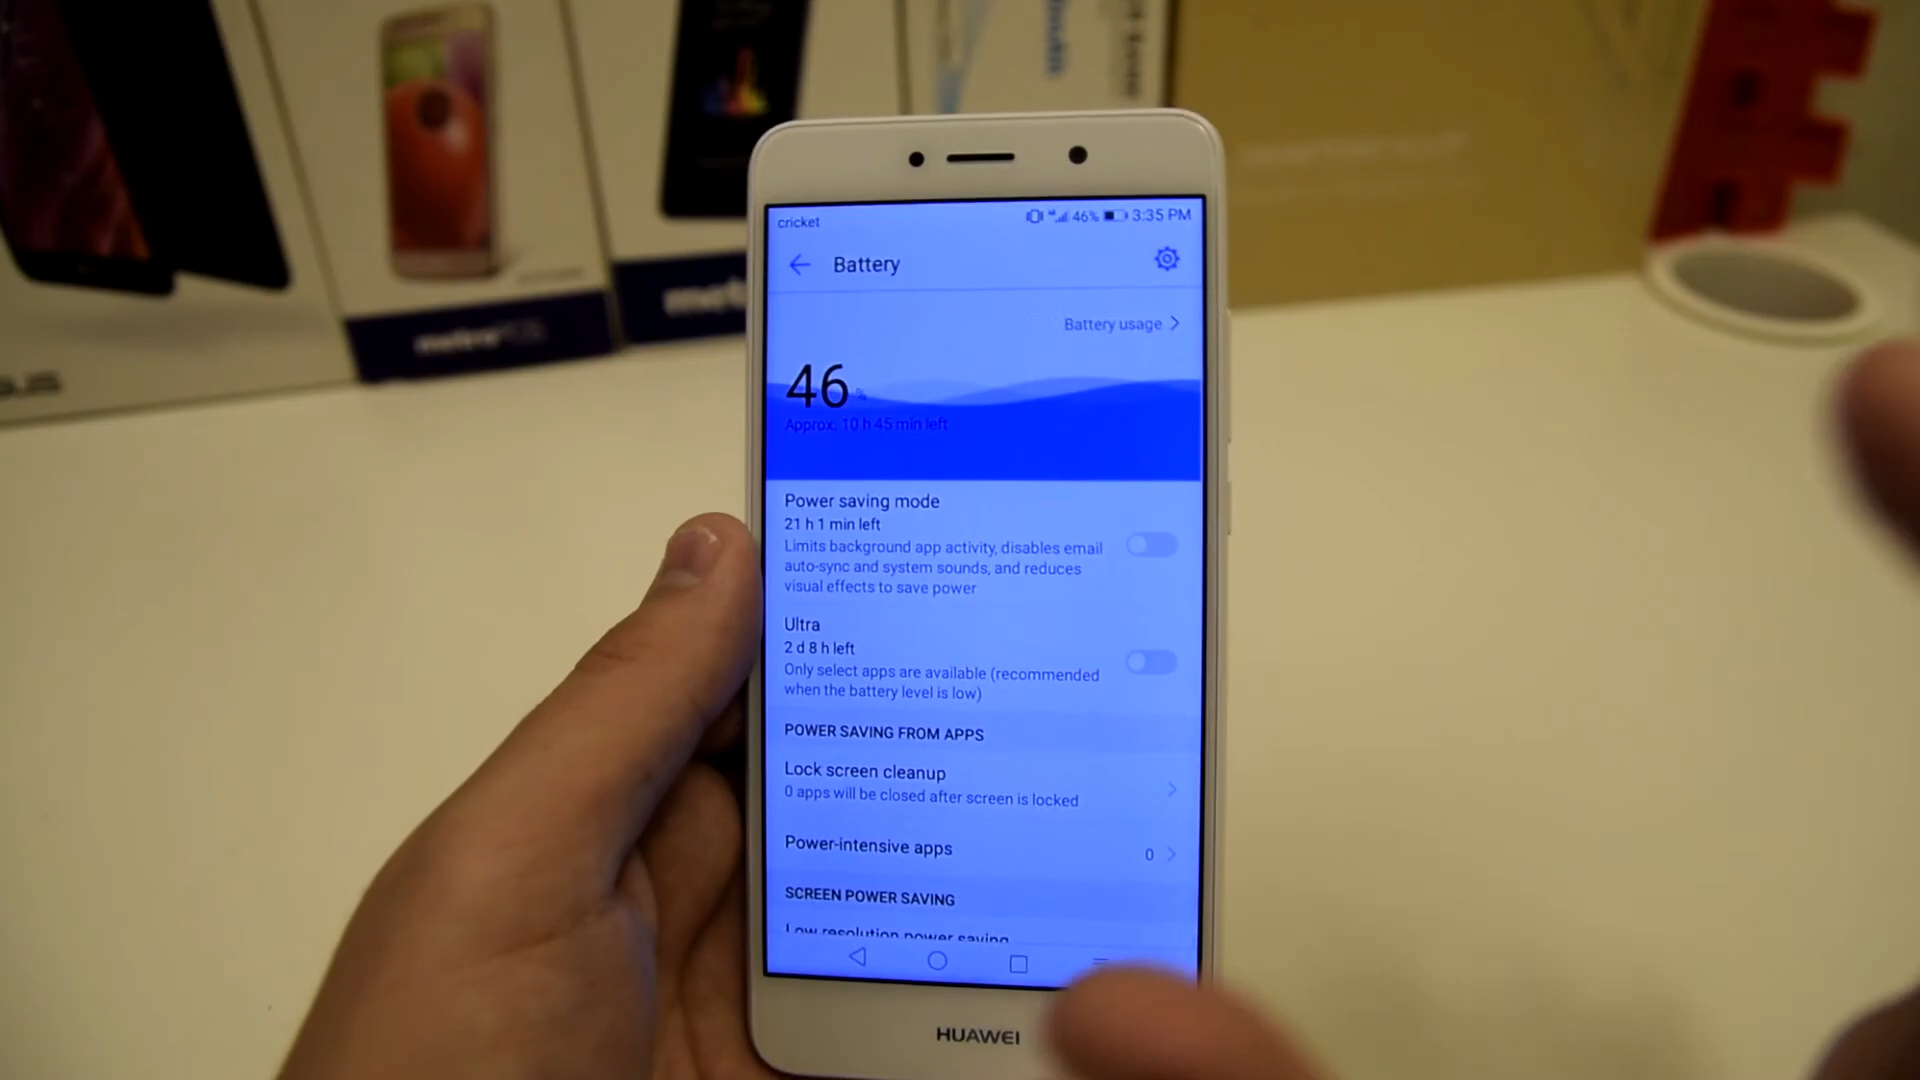 cricket
46% 3:35 PM
Battery
Battery usage
46 %
Approx. 10 h 45 min left
Power saving mode
21 h 1 min left
Limits background app activity, disables email
auto-sync and system sounds, and reduces
visual effects to save power
Ultra
2 d 8 h left
Only select apps are available (recommended
when the battery level is low)
POWER SAVING FROM APPS
Lock screen cleanup
0 apps will be closed after screen is locked
Power-intensive apps
0
SCREEN POWER SAVING
Low resolution power saving
HUAWEI